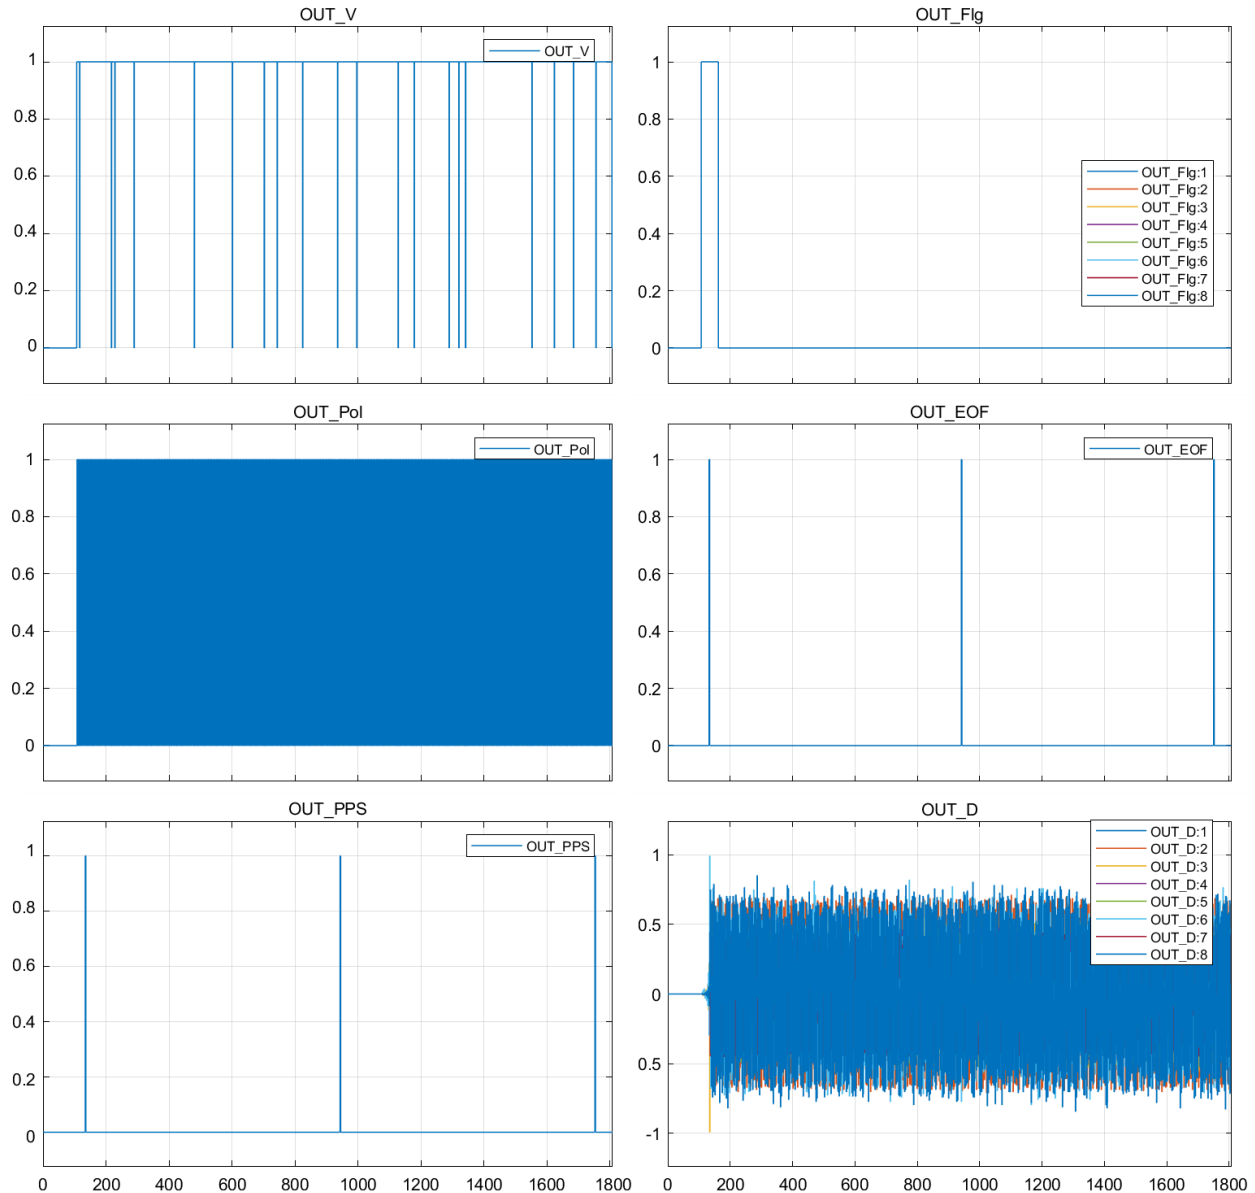 OUT_V
1
0.8
0.6
0.4
0.2
0
OUT_V
OUT_Flg
1
0.8
0.6
0.4
0.2
0
OUT_Flg:1
OUT_Flg:2
OUT_Flg:3
OUT_Flg:4
OUT_Flg:5
OUT_Flg:6
OUT_Flg:7
OUT_Flg:8
OUT_Pol
1
0.8
0.6
0.4
0.2
0
OUT_Pol
OUT_EOF
1
0.8
0.6
0.4
0.2
0
OUT_EOF
OUT_PPS
1
0.8
0.6
0.4
0.2
0
OUT_PPS
0 200 400 600 800 1000 1200 1400 1600 1800
OUT_D
1
0.5
0
0.5
-1
OUT_D:1
OUT_D:2
OUT_D:3
OUT_D:4
OUT_D:5
OUT_D:6
OUT_D:7
OUT_D:8
0 200 400 600 800 1000 1200 1400 1600 1800